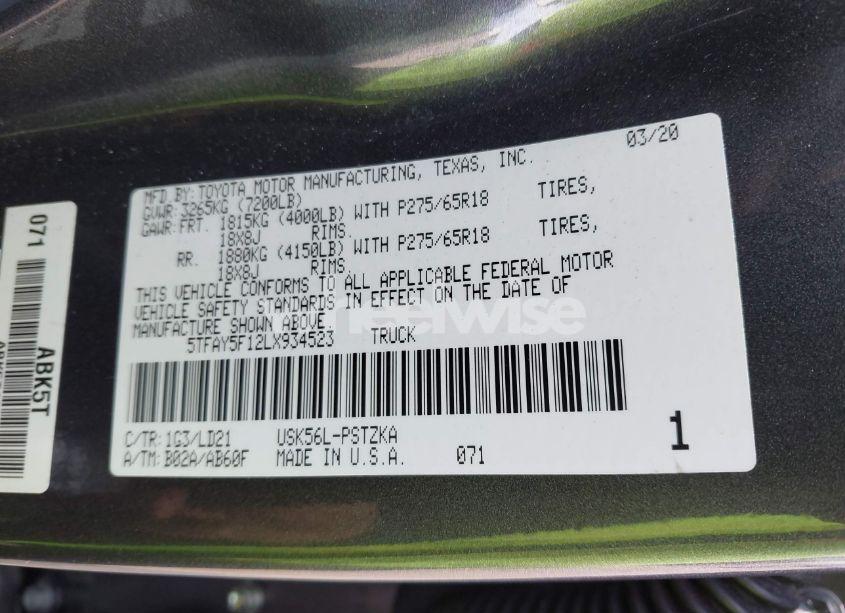 03/20
MFD.BY: TOYOTA MOTOR MANUFACTURING, TEXAS, INC.
GVWR: 3265KG (7200LB)
GAWR: FRT. 1815KG (4000LB) WITH P275/65R18 TIRES,
18X8J RIMS.
RR. 1880KG (4150LB) WITH P275/65R18 TIRES,
18X8J RIMS.
THIS VEHICLE CONFORMS TO ALL APPLICABLE FEDERAL MOTOR
VEHICLE SAFETY STANDARDS IN EFFECT ON THE DATE OF
MANUFACTURE SHOWN ABOVE.
5TFAY5F12LX934523 TRUCK
C/TR: 1G3/LD21 USK56L-PSTZKA
A/TM: B02A/AB60F MADE IN U.S.A. 071
1
071
ABK5T
wheelwise